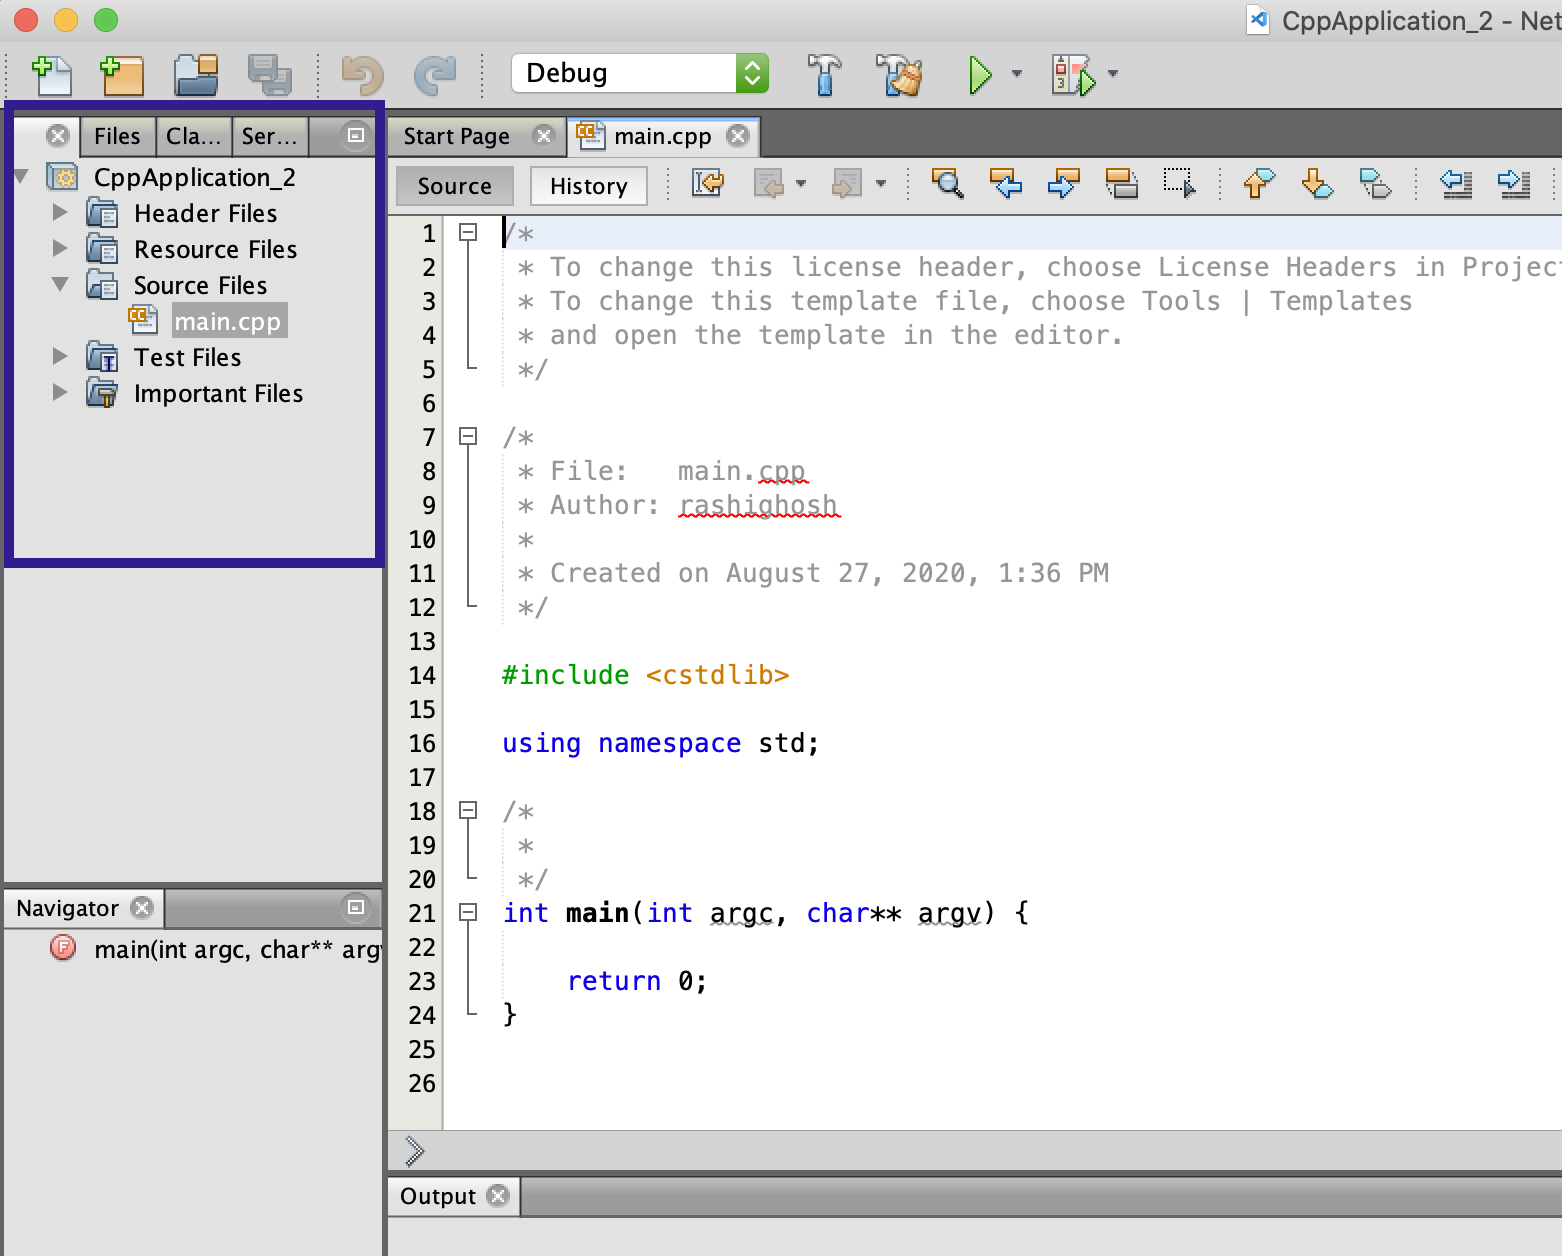 CppApplication_2 - Net
Debug
Files Cla... Ser...
CppApplication_2
Header Files
Resource Files
Source Files
main.cpp
Test Files
Important Files
Navigator
main(int argc, char** arg
Start Page main.cpp
Source History
1 /*
2 * To change this license header, choose License Headers in Project
3 * To change this template file, choose Tools | Templates
4 * and open the template in the editor.
5 */
6
7 /*
8 * File:   main.cpp
9 * Author: rashighosh
10 *
11 * Created on August 27, 2020, 1:36 PM
12 */
13
14 #include <cstdlib>
15
16 using namespace std;
17
18 /*
19 *
20 */
21 int main(int argc, char** argv) {
22
23     return 0;
24 }
25
26
Output